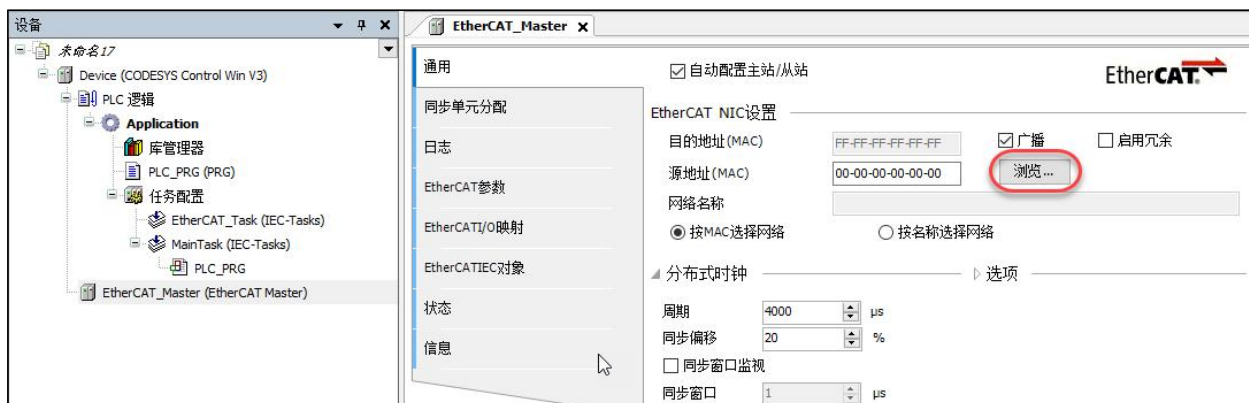 设备
未命名17
Device (CODESYS Control Win V3)
PLC 逻辑
Application
库管理器
PLC_PRG (PRG)
任务配置
EtherCAT_Task (IEC-Tasks)
MainTask (IEC-Tasks)
PLC_PRG
EtherCAT_Master (EtherCAT Master)
EtherCAT_Master
通用
同步单元分配
日志
EtherCAT参数
EtherCATI/O映射
EtherCATIEC对象
状态
信息
自动配置主站/从站
EtherCAT
EtherCAT NIC设置
目的地址(MAC) FF-FF-FF-FF-FF-FF 广播 启用冗余
源地址(MAC) 00-00-00-00-00-00 浏览...
网络名称
按MAC选择网络 按名称选择网络
分布式时钟 选项
周期 4000 μs
同步偏移 20 %
同步窗口监视
同步窗口 1 μs